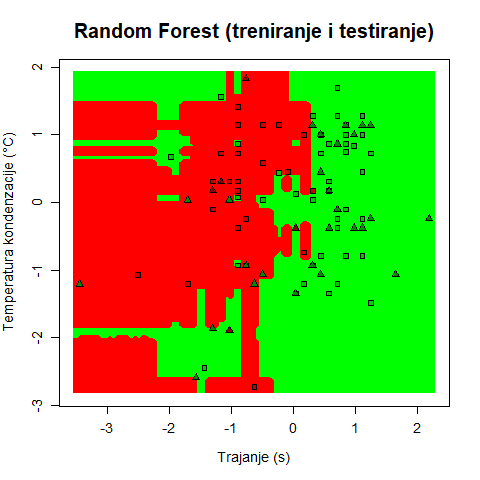 Random Forest (treniranje i testiranje)
2
1
0
-1
-2
-3
Temperatura kondenzacije (°C)
-3 -2 -1 0 1 2
Trajanje (s)